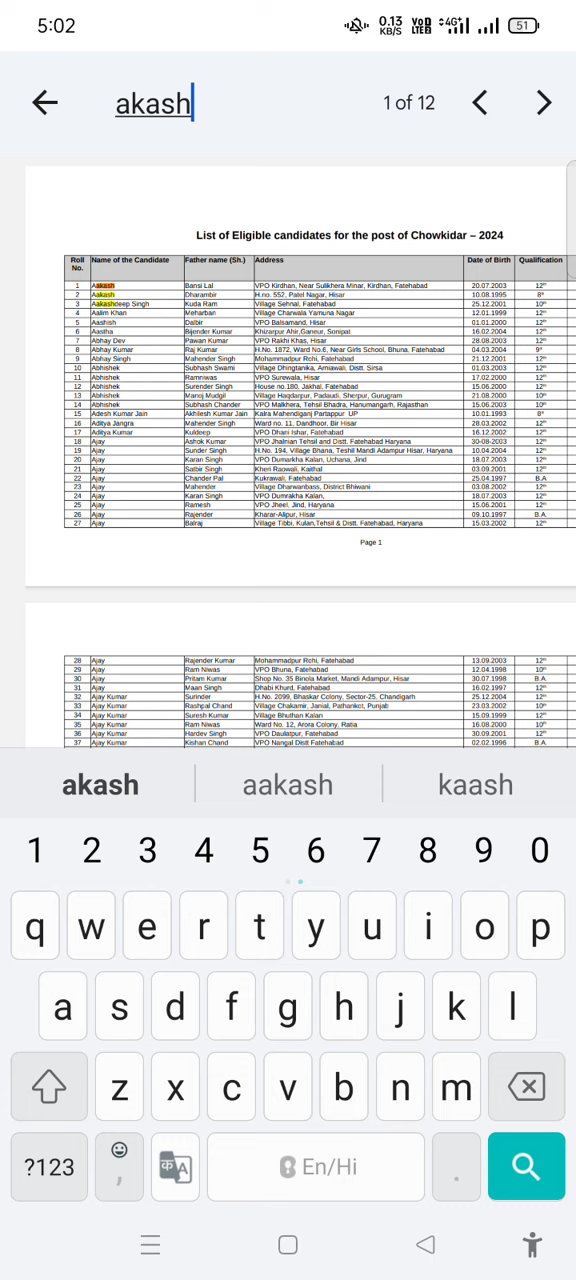 5:02 0.13 KB/S VoD LTE2 4G+ 51
akash 1 of 12
List of Eligible candidates for the post of Chowkidar – 2024
Roll No. Name of the Candidate Father name (Sh.) Address Date of Birth Qualification
1 Aakash Bansi Lal VPO Kirdhan, Near Sulikhera Minar, Kirdhan, Fatehabad 20.07.2003 12th
2 Aakash Dharambir H.no. 552, Patel Nagar, Hisar 10.08.1995 8th
3 Aakashdeep Singh Kuda Ram Village Sehnal, Fatehabad 25.12.2001 10th
4 Aalim Khan Meharban Village Charwala Yamuna Nagar 12.01.1999 12th
5 Aashish Dalbir VPO Balsamand, Hisar 01.01.2000 12th
6 Aastha Bijender Kumar Khizarpur Ahir,Ganeur, Sonipat 12th
7 Abhay Dev Pawan Kumar VPO Rakhi Khas, Hisar 28.08.2003 12th
8 Abhay Kumar Raj Kumar H.No. 1872, Ward No.6, Near Girls School, Bhuna, Fatehabad 04.03.2004 9th
9 Abhay Singh Mahender Singh Mohammadpur Rchi, Fatehabad 21.12.2001 12th
10 Abhishek Subhash Swami Village Dhingtanika, Arniawali, Distt. Sirsa 01.03.2003 12th
11 Abhishek Ramniwas VPO Surewala, Hisar 17.02.2000 12th
12 Abhishek Surender Singh House no.180, Jakhal, Fatehabad 15.06.2000 12th
13 Abhishek Manoj Mudgil Village Haqdarpur, Padaudi, Sherpur, Gurugram 21.08.2000 10th
14 Abhishek Subhash Chander VPO Malkhera, Tehsil Bhadra, Hanumangarh, Rajasthan 15.06.2003 10th
15 Adesh Kumar Jain Akhilesh Kumar Jain Kalra Mahendiganj Partappur UP 10.01.1993 8th
16 Aditya Jangra Mahender Singh Ward no. 11, Dandhoor, Bir Hisar 28.03.2002 12th
17 Aditya Kumar Kuldeep VPO Dhani Ishar, Fatehabad 16.12.2002 12th
18 Ajay Ashok Kumar VPO Jhalnian Tehsil and Distt. Fatehabad Haryana 30-08-2003 12th
19 Ajay Sunder Singh H.No. 194, Village Bhana, Teshil Mandi Adampur Hisar, Haryana 10.04.2004 12th
20 Ajay Karan Singh VPO Dumarkha Kalan, Uchana, Jind 18.07.2003 12th
21 Ajay Satbir Singh Kheri Raowali, Kaithal 03.09.2001 12th
22 Ajay Chander Pal Kukrawali, Fatehabad 25.04.1997 B.A
23 Ajay Mahender Village Dharwanbass, District Bhiwani 03.08.2002 12th
24 Ajay Karan Singh VPO Dumrakha Kalan, 18.07.2003 12th
25 Ajay Ramesh VPO Jheel, Jind, Haryana 15.06.2001 12th
26 Ajay Rajender Kharar-Alipur, Hisar 09.10.1997 B.A.
27 Ajay Balraj Village Tibbi, Kulan,Tehsil & Distt. Fatehabad, Haryana 15.03.2002 12th
Page 1
28 Ajay Rajender Kumar Mohammadpur Rchi, Fatehabad 13.09.2003 12th
29 Ajay Ram Niwas VPO Bhuna, Fatehabad 12.04.1998 10th
30 Ajay Pritam Kumar Shop No. 35 Binola Market, Mandi Adampur, Hisar 30.07.1998 B.A
31 Ajay Maan Singh Dhabi Khurd, Fatehabad 16.02.1997 12th
32 Ajay Kumar Surinder H.No. 2099, Bhaskar Colony, Sector-25, Chandigarh 25.12.2004 10th
33 Ajay Kumar Rashpal Chand Village Chakamir, Janial, Pathankot, Punjab 23.03.2002 10th
34 Ajay Kumar Suresh Kumar Village Bhuthan Kalan 15.09.1999 12th
35 Ajay Kumar Ram Niwas Ward No. 12, Arora Colony, Ratia 16.08.2000 10th
36 Ajay Kumar Hardev Singh VPO Daulatpur, Fatehabad 30.09.2001 12th
37 Ajay Kumar Kishan Chand VPO Nangal Distt Fatehabad 02.02.1996 B.A.
akash aakash kaash
1 2 3 4 5 6 7 8 9 0
q w e r t y u i o p
a s d f g h j k l
z x c v b n m
?123 , क A En/Hi .